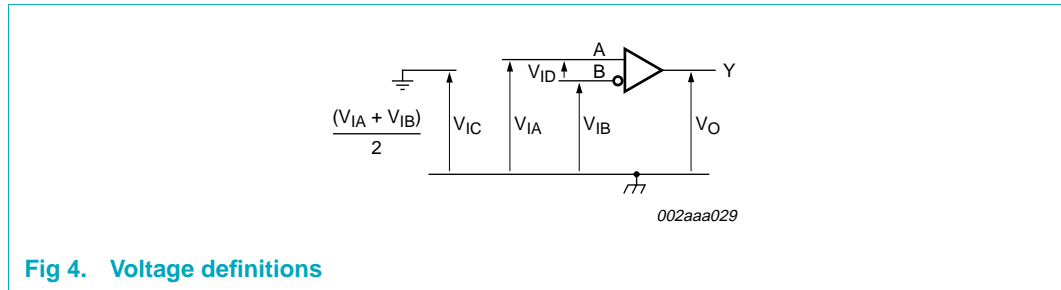 A
V_ID B Y
(V_IA + V_IB)
2
V_IC V_IA V_IB V_O
002aaa029
Fig 4. Voltage definitions